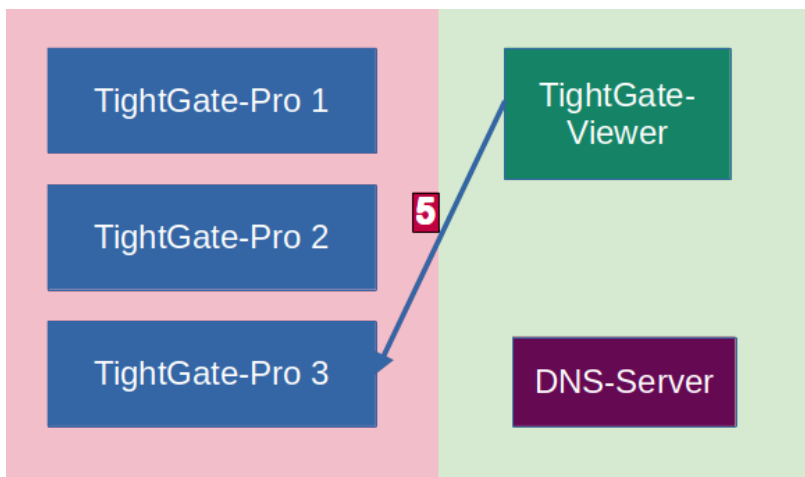 TightGate-Pro 1
TightGate-
Viewer
TightGate-Pro 2
5
TightGate-Pro 3
DNS-Server